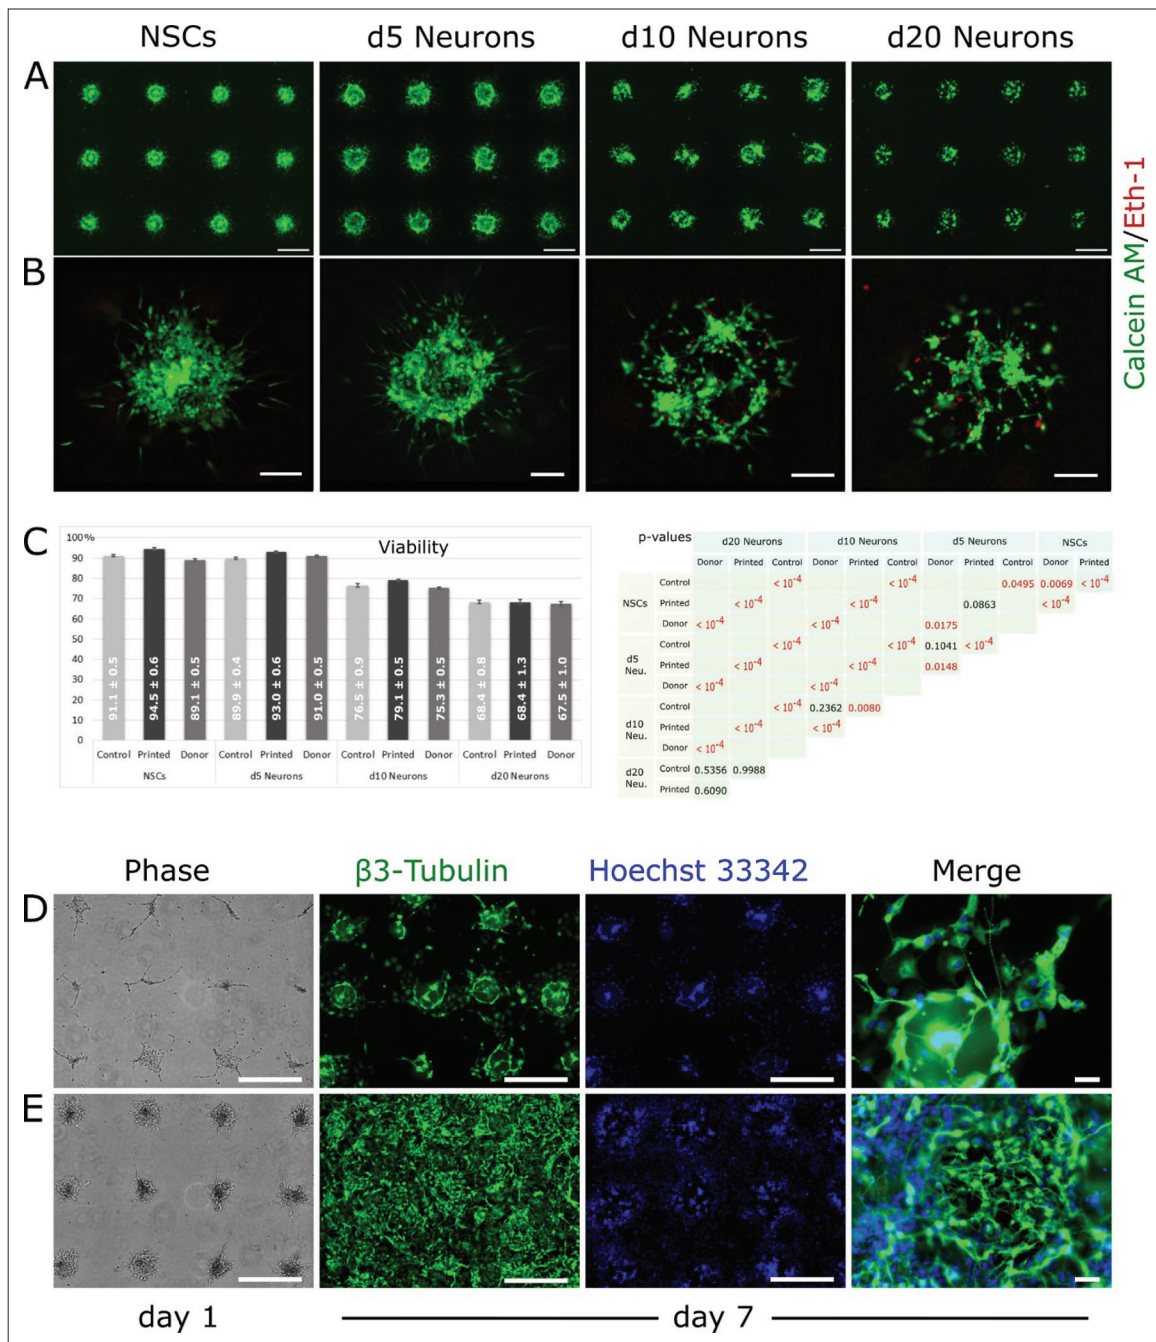 NSCs d5 Neurons d10 Neurons d20 Neurons
A
B
Calcein AM/Eth-1
C
100%
90
80
70
60
50
40
30
20
10
0
Viability
91.1 ± 0.5
94.5 ± 0.6
89.1 ± 0.5
89.9 ± 0.4
93.0 ± 0.6
91.0 ± 0.5
76.5 ± 0.9
79.1 ± 0.5
75.3 ± 0.5
68.4 ± 0.8
68.4 ± 1.3
67.5 ± 1.0
Control Printed Donor Control Printed Donor Control Printed Donor Control Printed Donor
NSCs d5 Neurons d10 Neurons d20 Neurons
p-values d20 Neurons d10 Neurons d5 Neurons NSCs
Donor Printed Control Donor Printed Control Donor Printed Control Donor Printed
NSCs
Control < 10⁻⁴ < 10⁻⁴ 0.0495 0.0069 < 10⁻⁴
Printed < 10⁻⁴ < 10⁻⁴ 0.0863 < 10⁻⁴
Donor < 10⁻⁴ < 10⁻⁴ 0.0175
d5
Neu.
Control < 10⁻⁴ < 10⁻⁴ 0.1041 < 10⁻⁴
Printed < 10⁻⁴ < 10⁻⁴ 0.0148
Donor < 10⁻⁴ < 10⁻⁴
d10
Neu.
Control < 10⁻⁴ 0.2362 0.0080
Printed < 10⁻⁴ < 10⁻⁴
Donor < 10⁻⁴
d20
Neu.
Control 0.5356 0.9988
Printed 0.6090
Phase β3-Tubulin Hoechst 33342 Merge
D
E
day 1 day 7